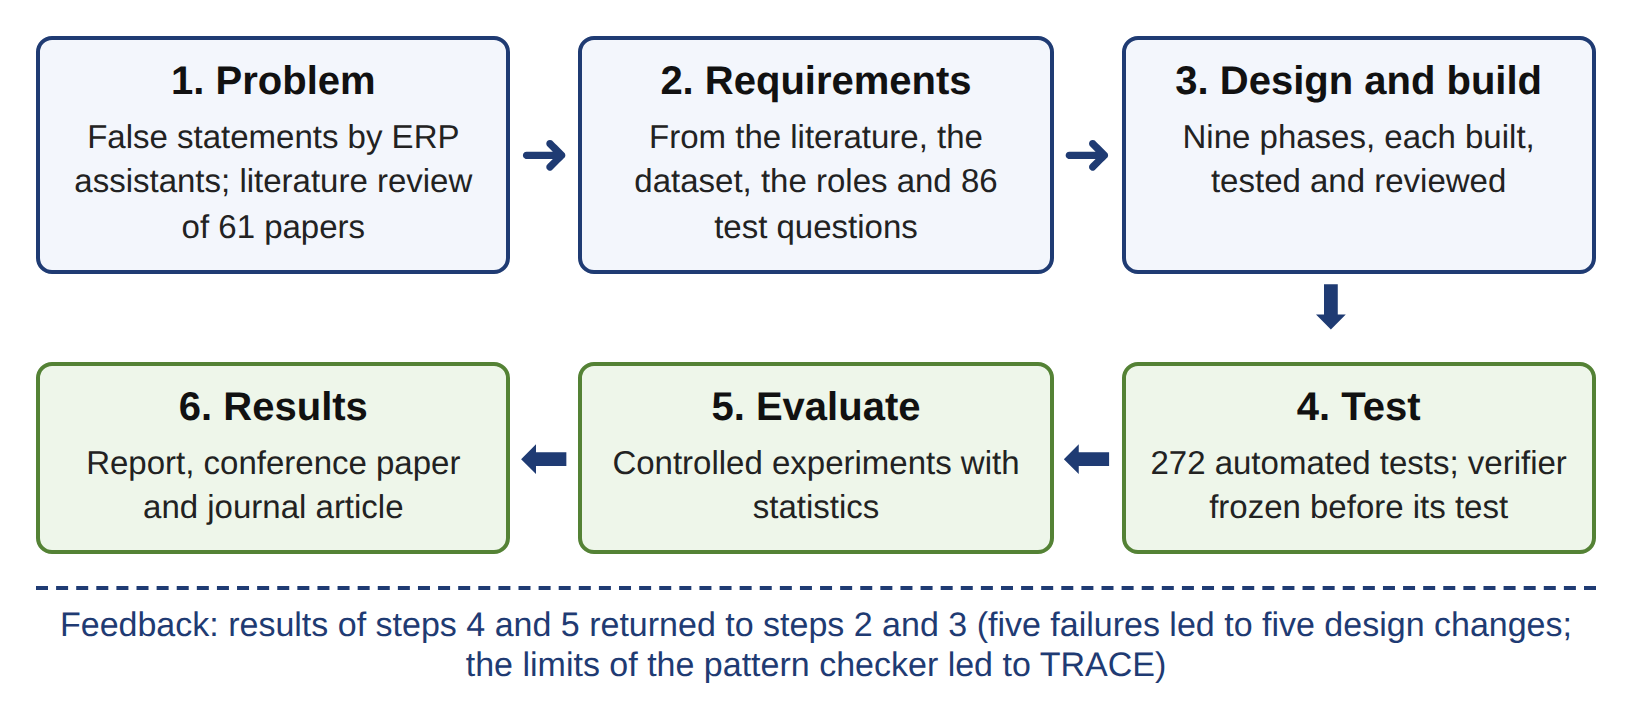 1. Problem
False statements by ERP
assistants; literature review
of 61 papers
2. Requirements
From the literature, the
dataset, the roles and 86
test questions
3. Design and build
Nine phases, each built,
tested and reviewed
4. Test
272 automated tests; verifier
frozen before its test
5. Evaluate
Controlled experiments with
statistics
6. Results
Report, conference paper
and journal article
Feedback: results of steps 4 and 5 returned to steps 2 and 3 (five failures led to five design changes;
the limits of the pattern checker led to TRACE)